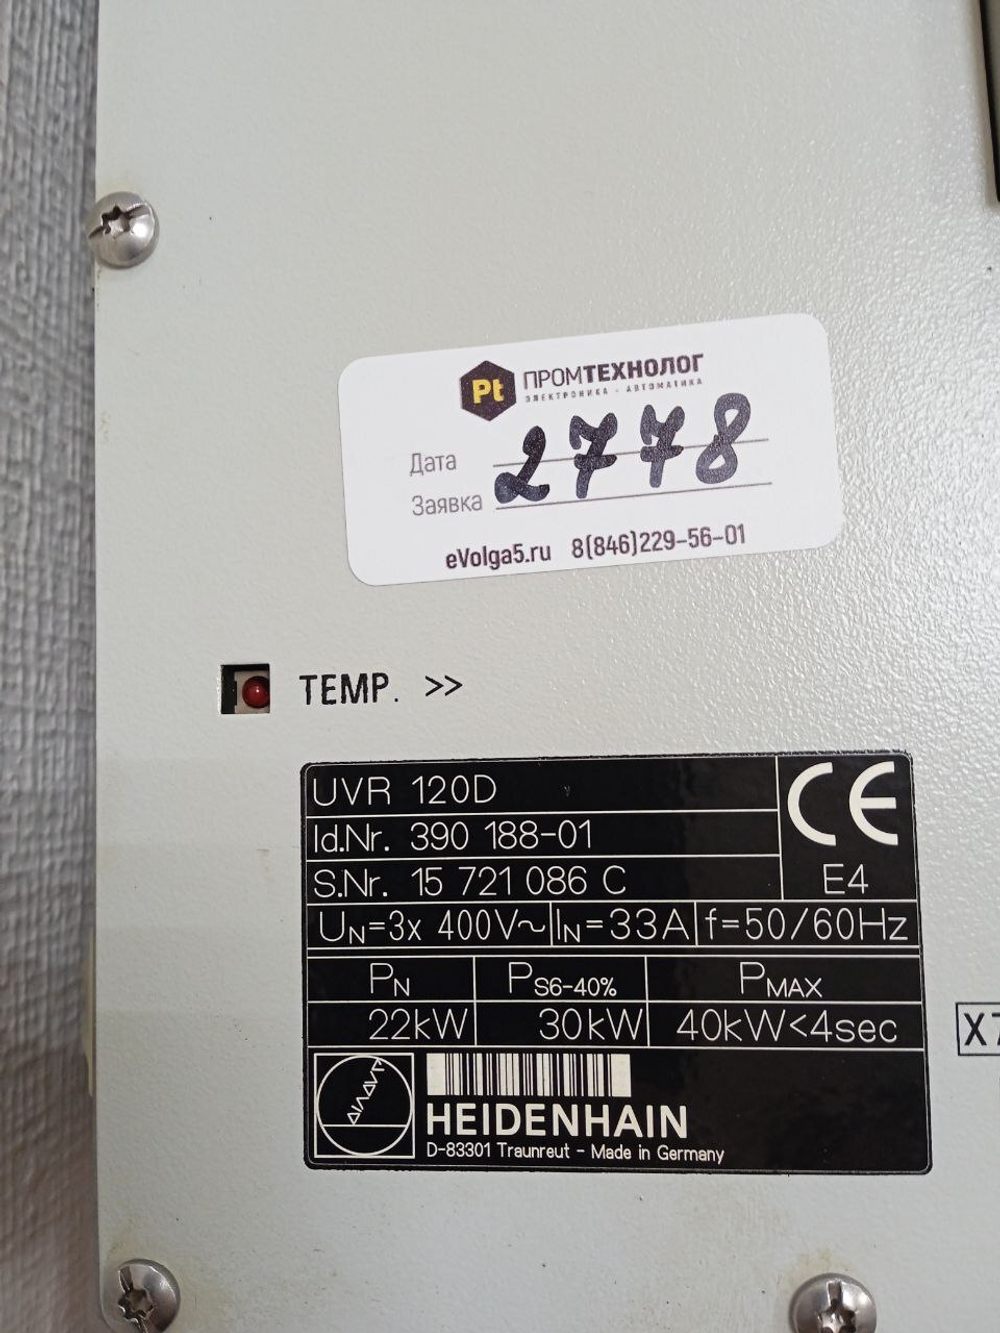 Pt ПРОМТЕХНОЛОГ
ЭЛЕКТРОНИКА - АВТОМАТИКА
Дата
Заявка 2778
eVolga5.ru 8(846)229-56-01
TEMP. >>
UVR 120D
CE
Id.Nr. 390 188-01
S.Nr. 15 721 086 C
E4
UN=3x 400V~ IN=33A f=50/60Hz
PN PS6-40% PMAX
22kW 30kW 40kW<4sec
X7
HEIDENHAIN
D-83301 Traunreut - Made in Germany